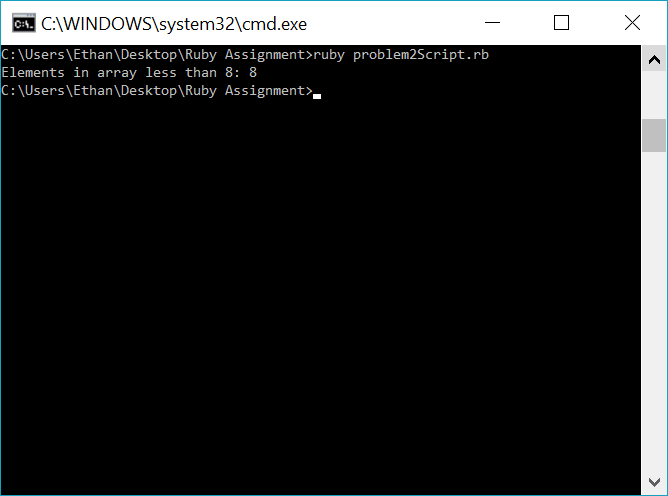 C:\WINDOWS\system32\cmd.exe
C:\Users\Ethan\Desktop\Ruby Assignment>ruby problem2Script.rb
Elements in array less than 8: 8
C:\Users\Ethan\Desktop\Ruby Assignment>